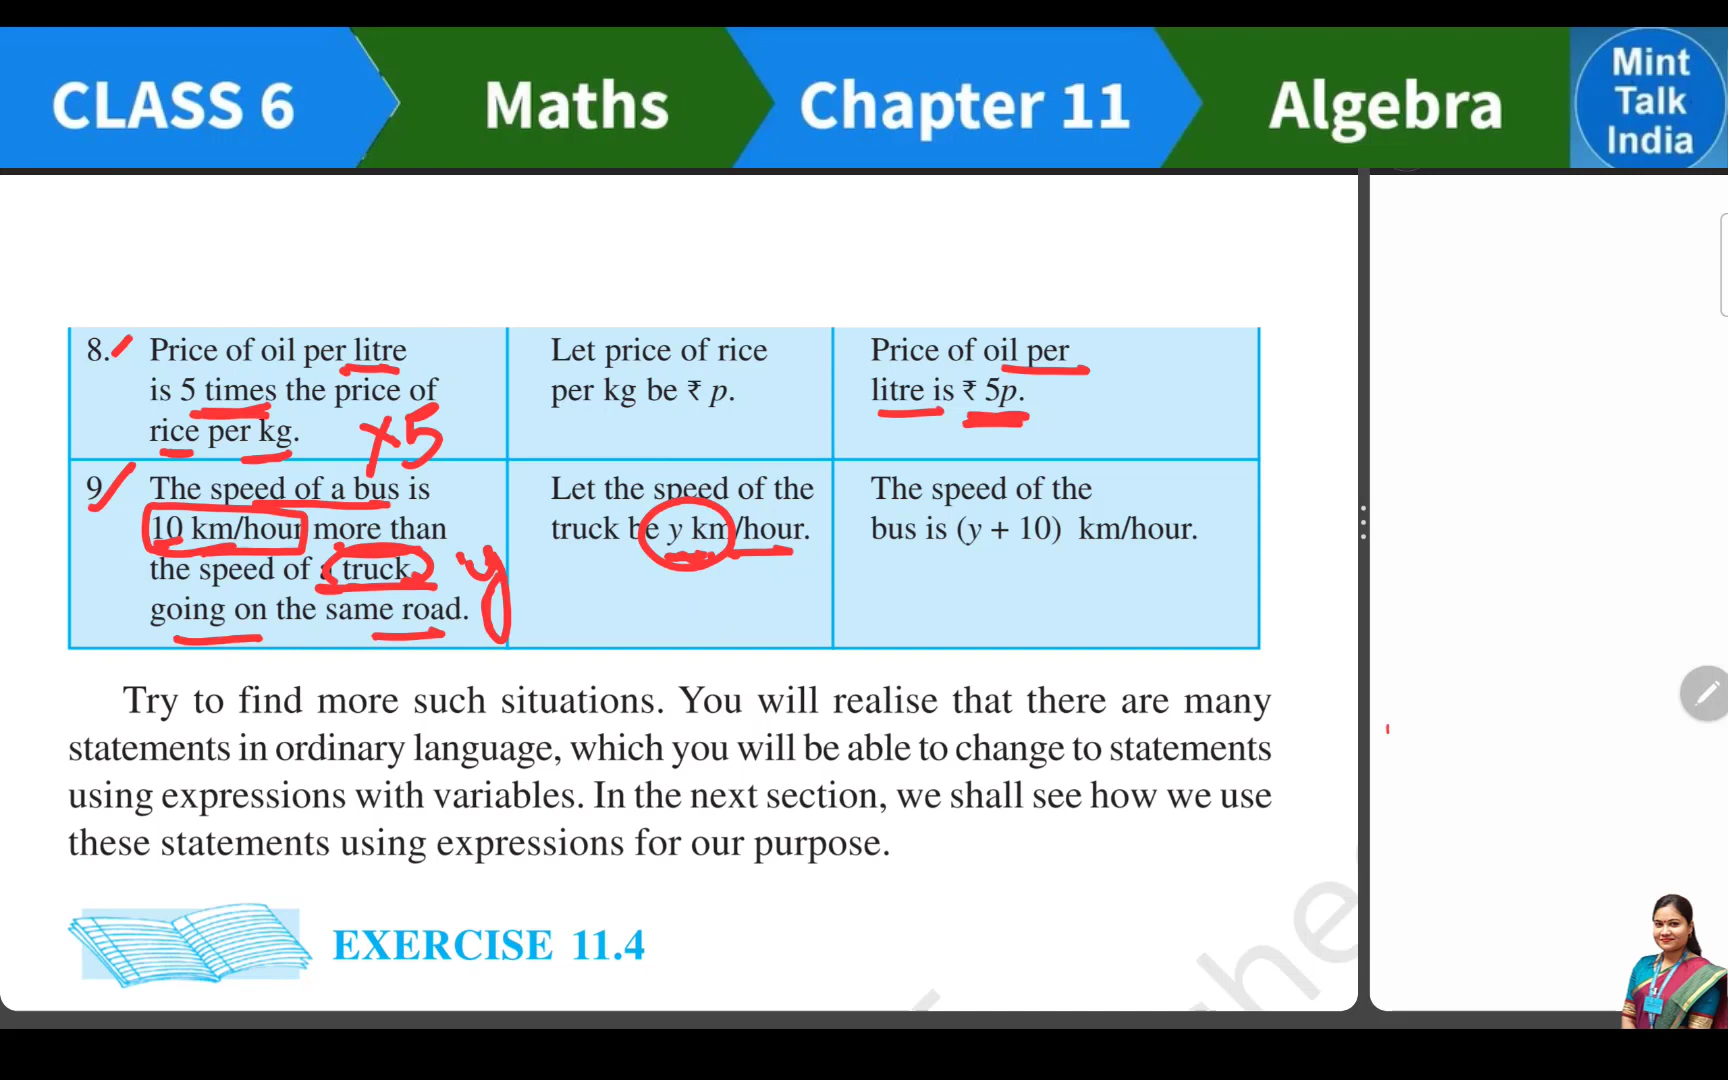 CLASS 6 Maths Chapter 11 Algebra
Mint
Talk
India
8. Price of oil per litre
is 5 times the price of
rice per kg.
×5
Let price of rice
per kg be ₹ p.
Price of oil per
litre is ₹ 5p.
9. The speed of a bus is
10 km/hour more than
the speed of a truck
going on the same road.
y
Let the speed of the
truck be y km/hour.
The speed of the
bus is (y + 10) km/hour.
Try to find more such situations. You will realise that there are many
statements in ordinary language, which you will be able to change to statements
using expressions with variables. In the next section, we shall see how we use
these statements using expressions for our purpose.
EXERCISE 11.4
he